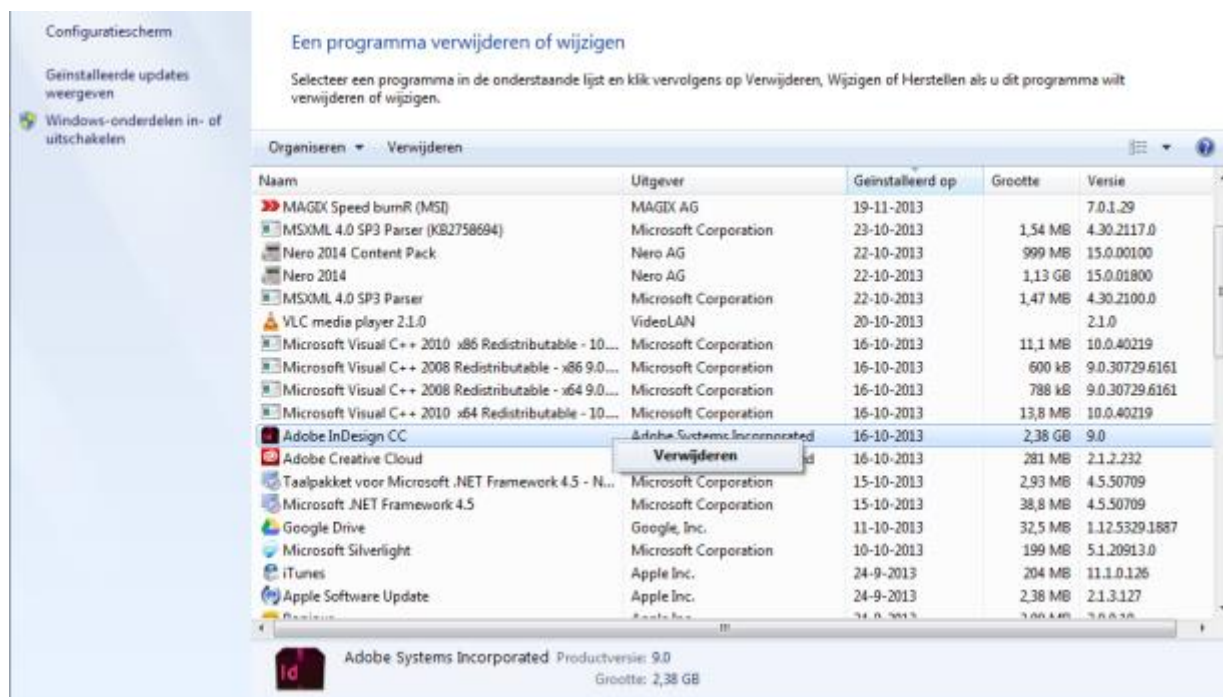 Configuratiescherm
Geïnstalleerde updates
weergeven
Windows-onderdelen in- of
uitschakelen
Een programma verwijderen of wijzigen
Selecteer een programma in de onderstaande lijst en klik vervolgens op Verwijderen, Wijzigen of Herstellen als u dit programma wilt
verwijderen of wijzigen.
Organiseren Verwijderen
Naam Uitgever Geïnstalleerd op Grootte Versie
MAGIX Speed burnR (MSI) MAGIX AG 19-11-2013 7.0.1.29
MSXML 4.0 SP3 Parser (KB2758694) Microsoft Corporation 23-10-2013 1,54 MB 4.30.2117.0
Nero 2014 Content Pack Nero AG 22-10-2013 999 MB 15.0.00100
Nero 2014 Nero AG 22-10-2013 1,13 GB 15.0.01800
MSXML 4.0 SP3 Parser Microsoft Corporation 22-10-2013 1,47 MB 4.30.2100.0
VLC media player 2.1.0 VideoLAN 20-10-2013 2.1.0
Microsoft Visual C++ 2010 x86 Redistributable - 10.... Microsoft Corporation 16-10-2013 11,1 MB 10.0.40219
Microsoft Visual C++ 2008 Redistributable - x86 9.0.... Microsoft Corporation 16-10-2013 600 kB 9.0.30729.6161
Microsoft Visual C++ 2008 Redistributable - x64 9.0.... Microsoft Corporation 16-10-2013 788 kB 9.0.30729.6161
Microsoft Visual C++ 2010 x64 Redistributable - 10.... Microsoft Corporation 16-10-2013 13,8 MB 10.0.40219
Adobe InDesign CC Adobe Systems Incorporated 16-10-2013 2,38 GB 9.0
Verwijderen
Adobe Creative Cloud 16-10-2013 281 MB 2.1.2.232
Taalpakket voor Microsoft .NET Framework 4.5 - N... Microsoft Corporation 15-10-2013 2,93 MB 4.5.50709
Microsoft .NET Framework 4.5 Microsoft Corporation 15-10-2013 38,8 MB 4.5.50709
Google Drive Google, Inc. 11-10-2013 32,5 MB 1.12.5329.1887
Microsoft Silverlight Microsoft Corporation 10-10-2013 199 MB 5.1.20913.0
iTunes Apple Inc. 24-9-2013 204 MB 11.1.0.126
Apple Software Update Apple Inc. 24-9-2013 2,38 MB 2.1.3.127
Adobe Systems Incorporated Productversie: 9.0
Grootte: 2,38 GB